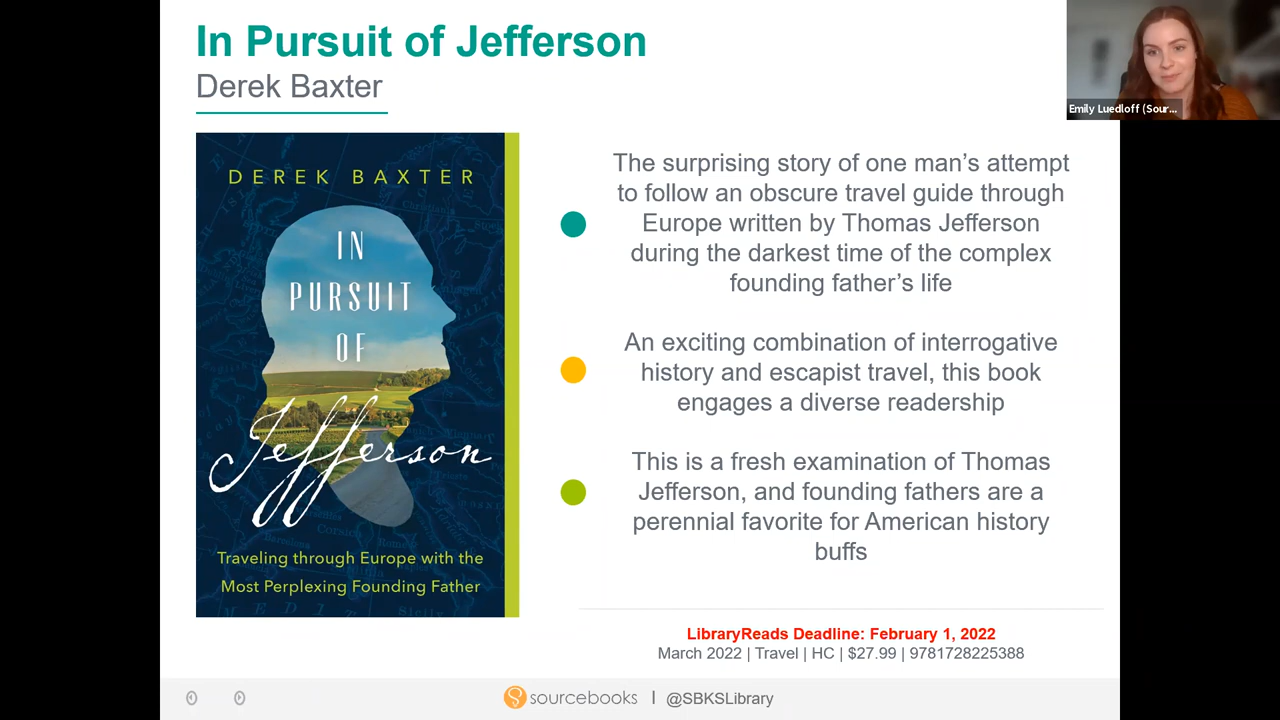 In Pursuit of Jefferson
Derek Baxter
Emily Luedloff (Sour...
DEREK BAXTER
IN
PURSUIT
OF
Jefferson
Traveling through Europe with the
Most Perplexing Founding Father
The surprising story of one man's attempt
to follow an obscure travel guide through
Europe written by Thomas Jefferson
during the darkest time of the complex
founding father's life
An exciting combination of interrogative
history and escapist travel, this book
engages a diverse readership
This is a fresh examination of Thomas
Jefferson, and founding fathers are a
perennial favorite for American history
buffs
LibraryReads Deadline: February 1, 2022
March 2022 | Travel | HC | $27.99 | 9781728225388
S sourcebooks | @SBKSLibrary